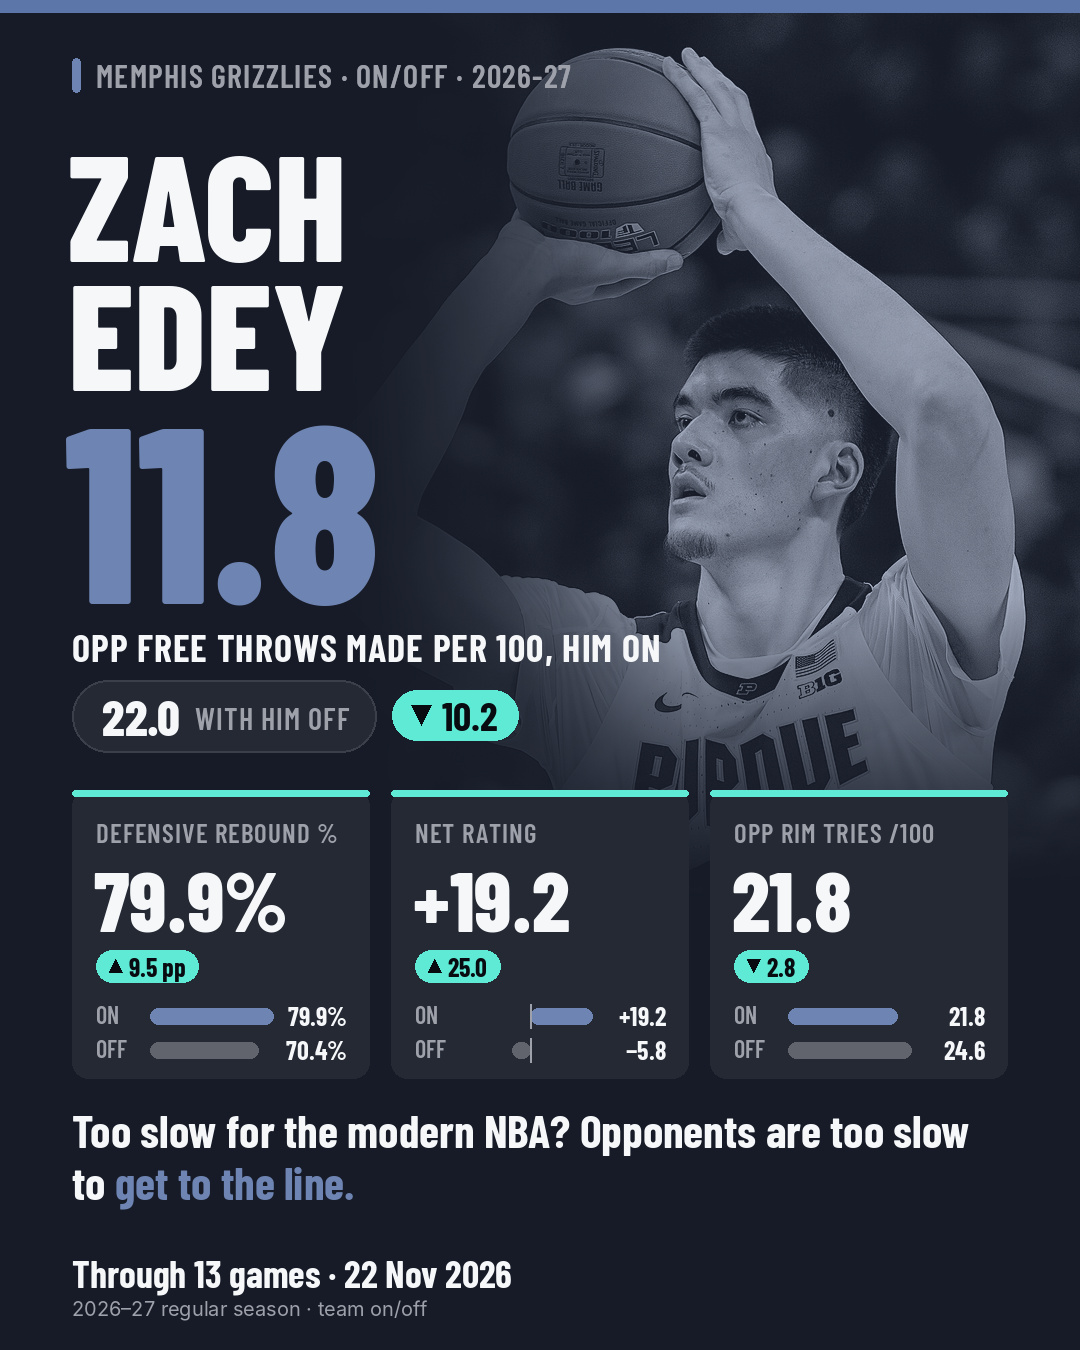 MEMPHIS GRIZZLIES · ON/OFF · 2026-27
GAME BALL
ZACH
EDEY
11.8
OPP FREE THROWS MADE PER 100, HIM ON
22.0 WITH HIM OFF ▼ 10.2
P BIG
PURDUE
DEFENSIVE REBOUND %
79.9%
▲ 9.5 pp
ON 79.9%
OFF 70.4%
NET RATING
+19.2
▲ 25.0
ON +19.2
OFF −5.8
OPP RIM TRIES /100
21.8
▼ 2.8
ON 21.8
OFF 24.6
Too slow for the modern NBA? Opponents are too slow
to get to the line.
Through 13 games · 22 Nov 2026
2026–27 regular season · team on/off